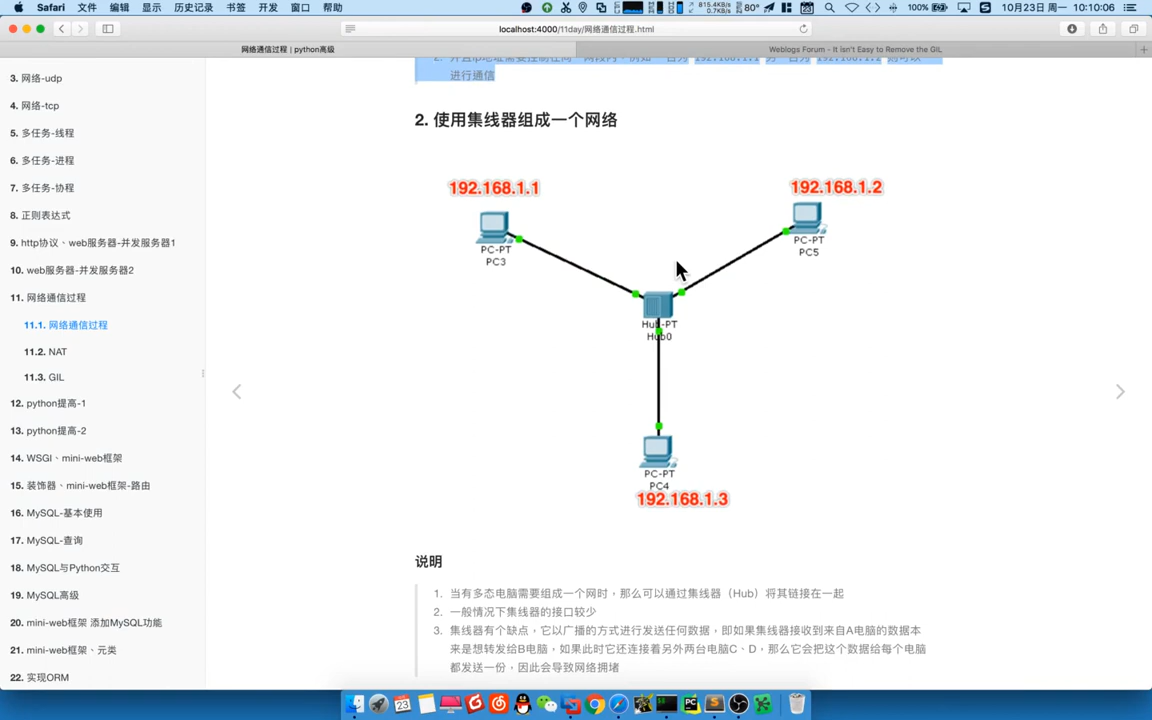 Safari 文件 编辑 显示 历史记录 书签 开发 窗口 帮助
815.4KB/s
0.7KB/s
80°
100%
10月23日 周一 10:10:06
localhost:4000/11day/网络通信过程.html
网络通信过程 | python高级
Weblogs Forum - It isn't Easy to Remove the GIL
3. 网络-udp
4. 网络-tcp
5. 多任务-线程
6. 多任务-进程
7. 多任务-协程
8. 正则表达式
9. http协议、web服务器-并发服务器1
10. web服务器-并发服务器2
11. 网络通信过程
11.1. 网络通信过程
11.2. NAT
11.3. GIL
12. python提高-1
13. python提高-2
14. WSGI、mini-web框架
15. 装饰器、mini-web框架-路由
16. MySQL-基本使用
17. MySQL-查询
18. MySQL与Python交互
19. MySQL高级
20. mini-web框架 添加MySQL功能
21. mini-web框架、元类
22. 实现ORM
进行通信
2. 使用集线器组成一个网络
192.168.1.1
192.168.1.2
PC-PT
PC3
PC-PT
PC5
Hub-PT
Hub0
PC-PT
PC4
192.168.1.3
说明
1. 当有多态电脑需要组成一个网时，那么可以通过集线器（Hub）将其链接在一起
2. 一般情况下集线器的接口较少
3. 集线器有个缺点，它以广播的方式进行发送任何数据，即如果集线器接收到来自A电脑的数据本
来是想转发给B电脑，如果此时它还连接着另外两台电脑C、D，那么它会把这个数据给每个电脑
都发送一份，因此会导致网络拥堵